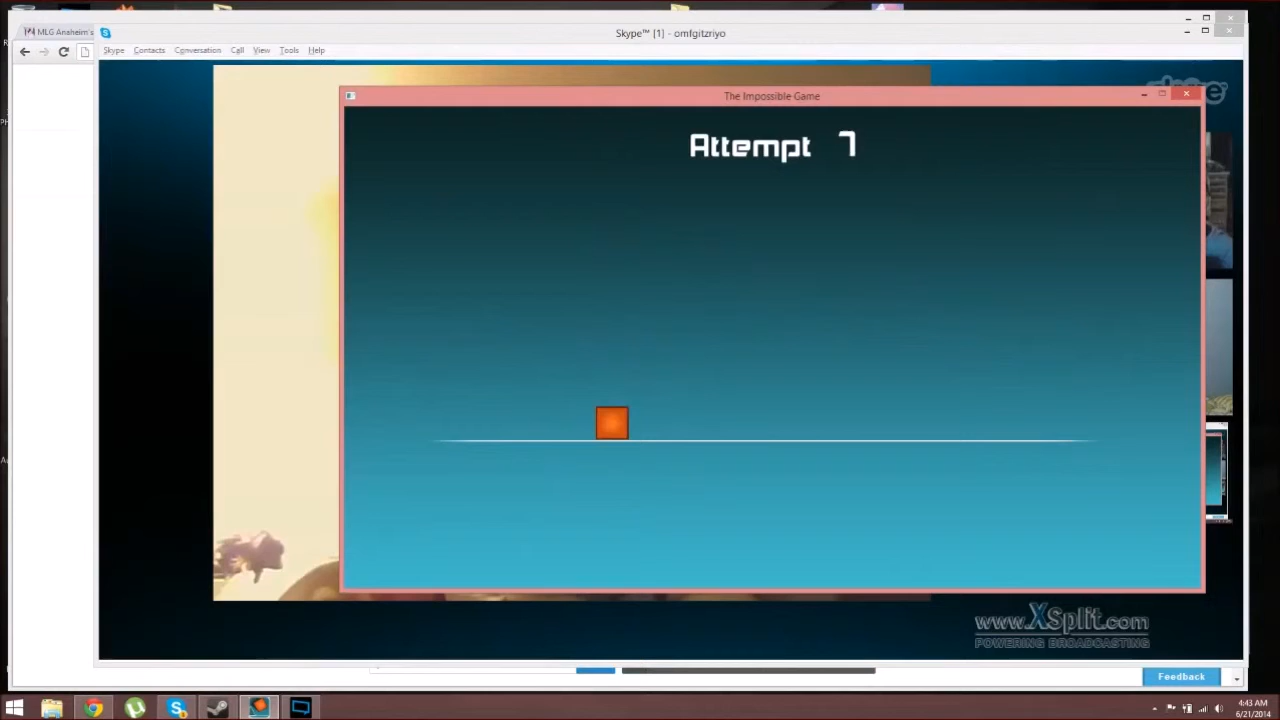 MLG Anaheim's
Skype™ [1] - omfgitzriyo
Skype Contacts Conversation Call View Tools Help
The Impossible Game
Attempt 7
www.XSplit.com
POWERING BROADCASTING
Feedback
4:43 AM
6/21/2014